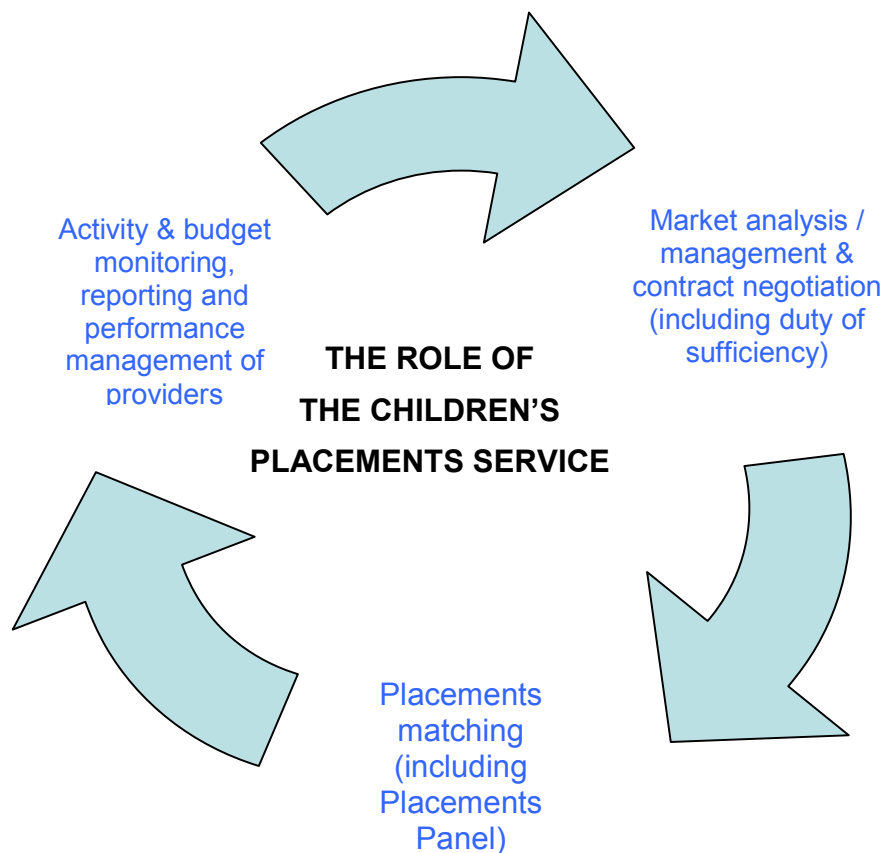 Activity & budget
monitoring,
reporting and
performance
management of
providers
Market analysis /
management &
contract negotiation
(including duty of
sufficiency)
THE ROLE OF
THE CHILDREN’S
PLACEMENTS SERVICE
Placements
matching
(including
Placements
Panel)